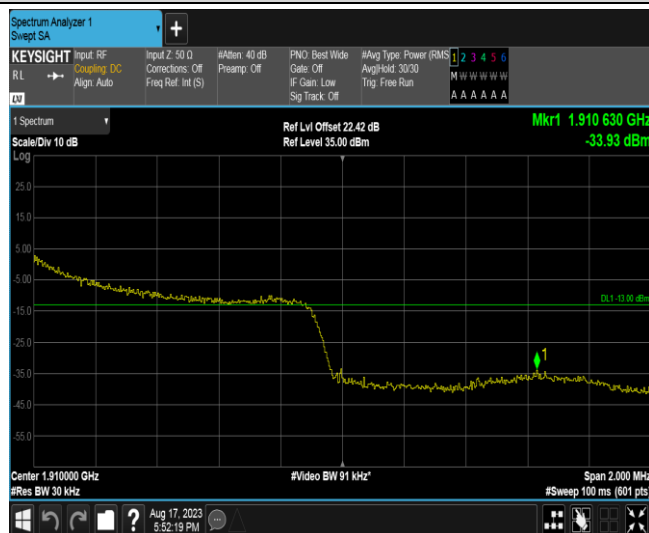 Spectrum Analyzer 1
Swept SA
+
KEYSIGHT
RL
LXI
Input: RF
Coupling: DC
Align: Auto
Input Z: 50 Ω
Corrections: Off
Freq Ref: Int (S)
#Atten: 40 dB
Preamp: Off
PNO: Best Wide
Gate: Off
IF Gain: Low
Sig Track: Off
#Avg Type: Power (RMS
Avg|Hold: 30/30
Trig: Free Run
1 2 3 4 5 6
M W W W W W
A A A A A A
1 Spectrum
Scale/Div 10 dB
Ref Lvl Offset 22.42 dB
Ref Level 35.00 dBm
Mkr1 1.910 630 GHz
-33.93 dBm
Log
25.0
15.0
5.00
-5.00
DL1 -13.00 dBm
-15.0
-25.0
1
-35.0
-45.0
-55.0
Center 1.910000 GHz
#Video BW 91 kHz*
Span 2.000 MHz
#Res BW 30 kHz
#Sweep 100 ms (601 pts)
?
Aug 17, 2023
5:52:19 PM